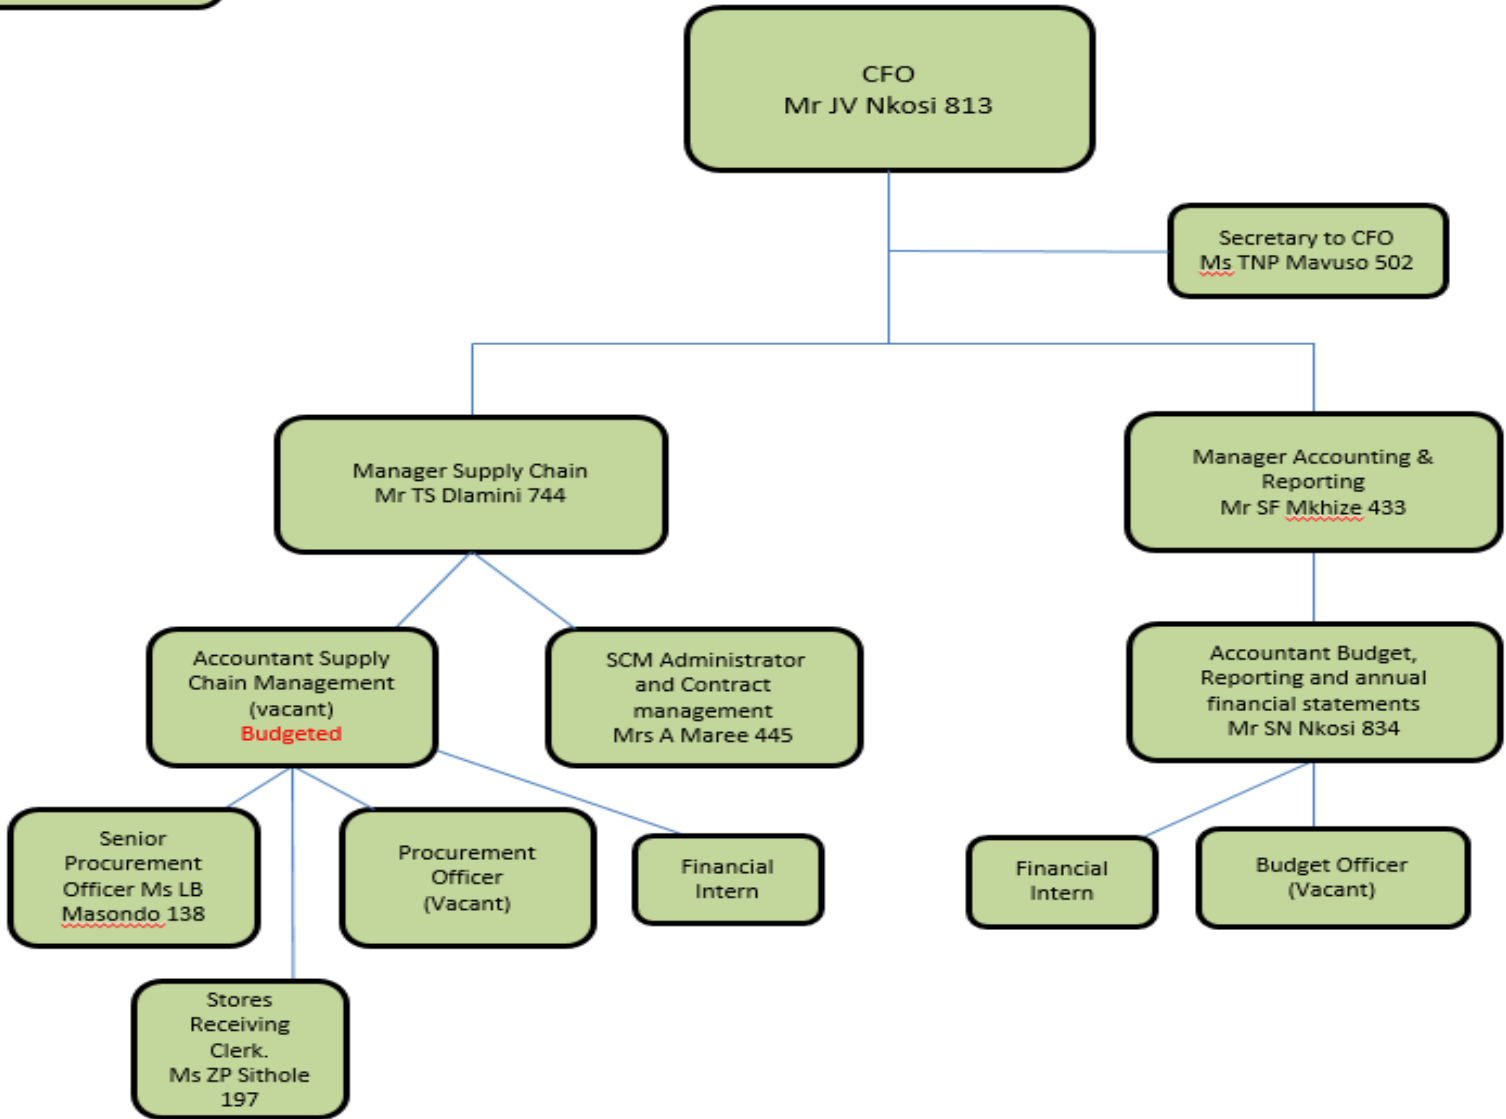 CFO
Mr JV Nkosi 813
Secretary to CFO
Ms TNP Mavuso 502
Manager Supply Chain
Mr TS Dlamini 744
Manager Accounting &
Reporting
Mr SF Mkhize 433
Accountant Supply
Chain Management
(vacant)
Budgeted
SCM Administrator
and Contract
management
Mrs A Maree 445
Accountant Budget,
Reporting and annual
financial statements
Mr SN Nkosi 834
Senior
Procurement
Officer Ms LB
Masondo 138
Procurement
Officer
(Vacant)
Financial
Intern
Financial
Intern
Budget Officer
(Vacant)
Stores
Receiving
Clerk.
Ms ZP Sithole
197